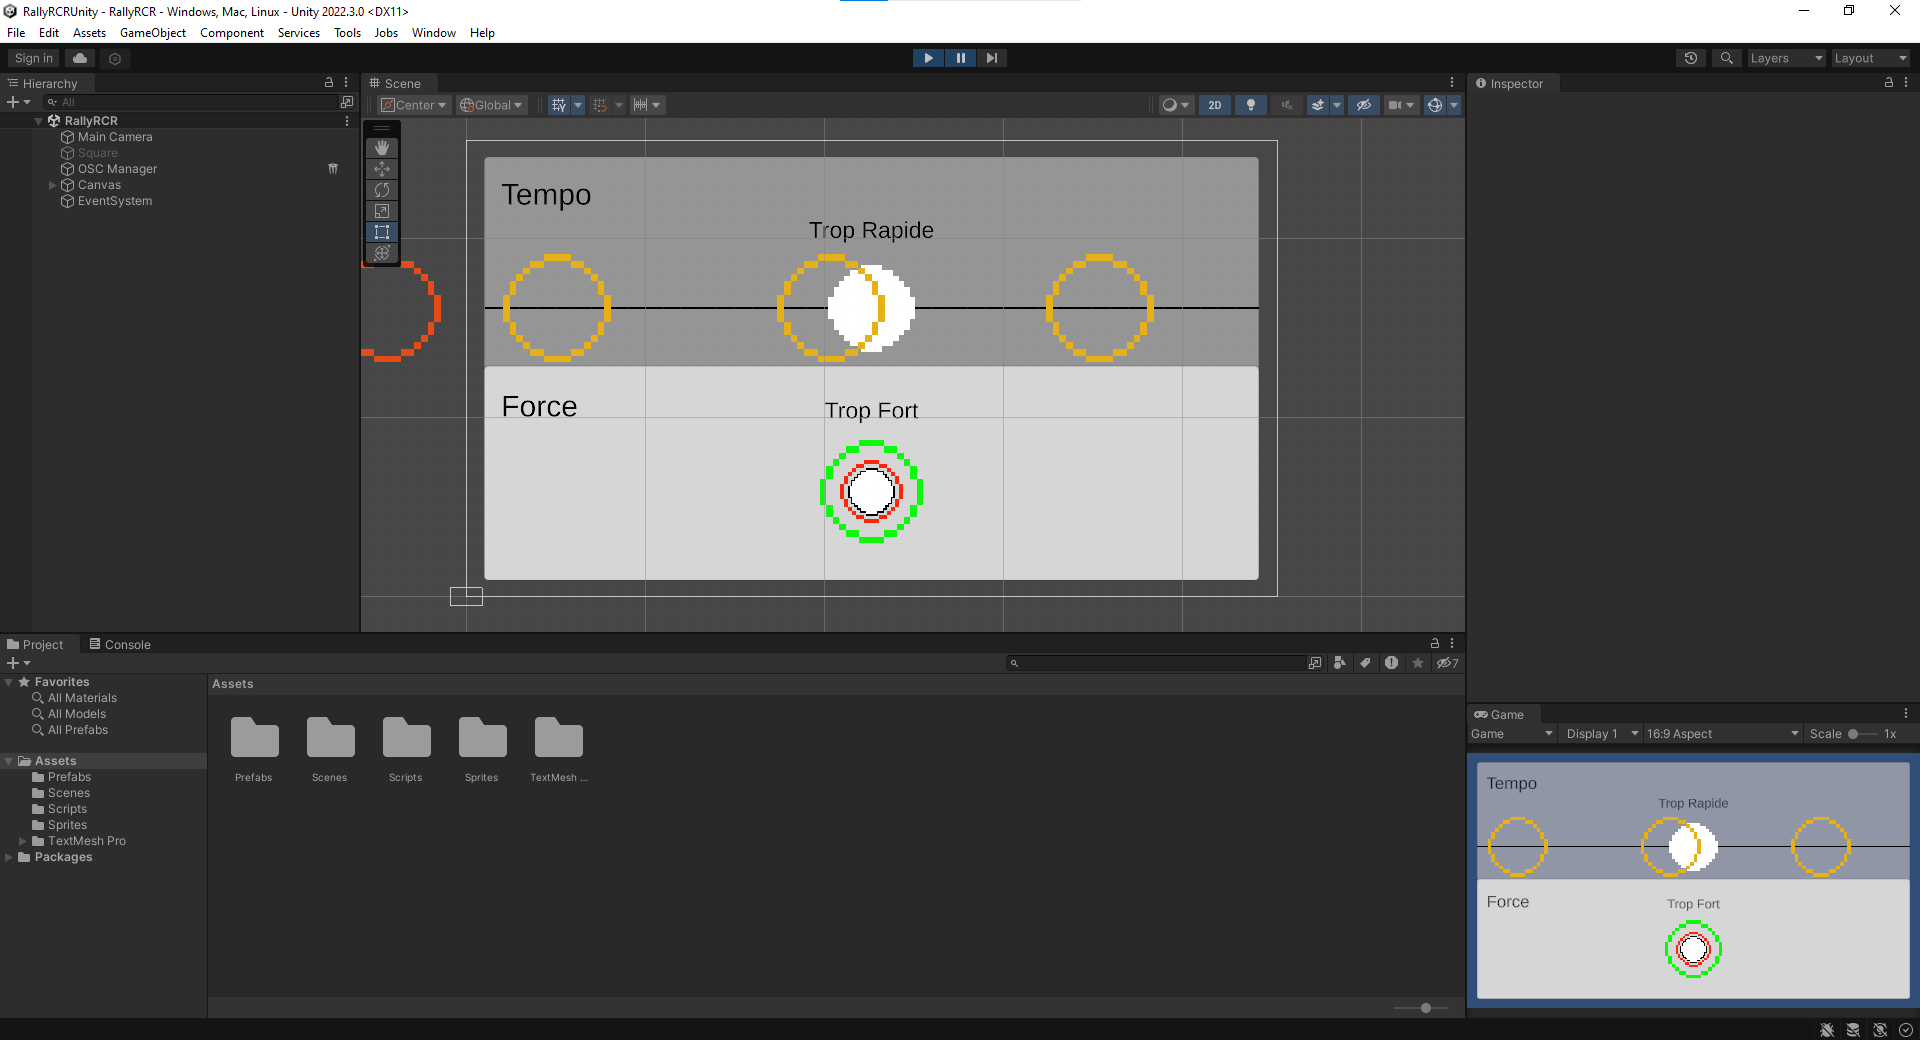 RallyRCRUnity - RallyRCR - Windows, Mac, Linux - Unity 2022.3.0 <DX11>
File Edit Assets GameObject Component Services Tools Jobs Window Help
Sign in
Layers
Layout
Hierarchy
All
RallyRCR
Main Camera
Square
OSC Manager
Canvas
EventSystem
Scene
Center
Global
2D
Tempo
Trop Rapide
Force
Trop Fort
Inspector
Project
Console
7
Favorites
All Materials
All Models
All Prefabs
Assets
Prefabs
Scenes
Scripts
Sprites
TextMesh Pro
Packages
Assets
Prefabs
Scenes
Scripts
Sprites
TextMesh ...
Game
Game
Display 1
16:9 Aspect
Scale
1x
Tempo
Trop Rapide
Force
Trop Fort